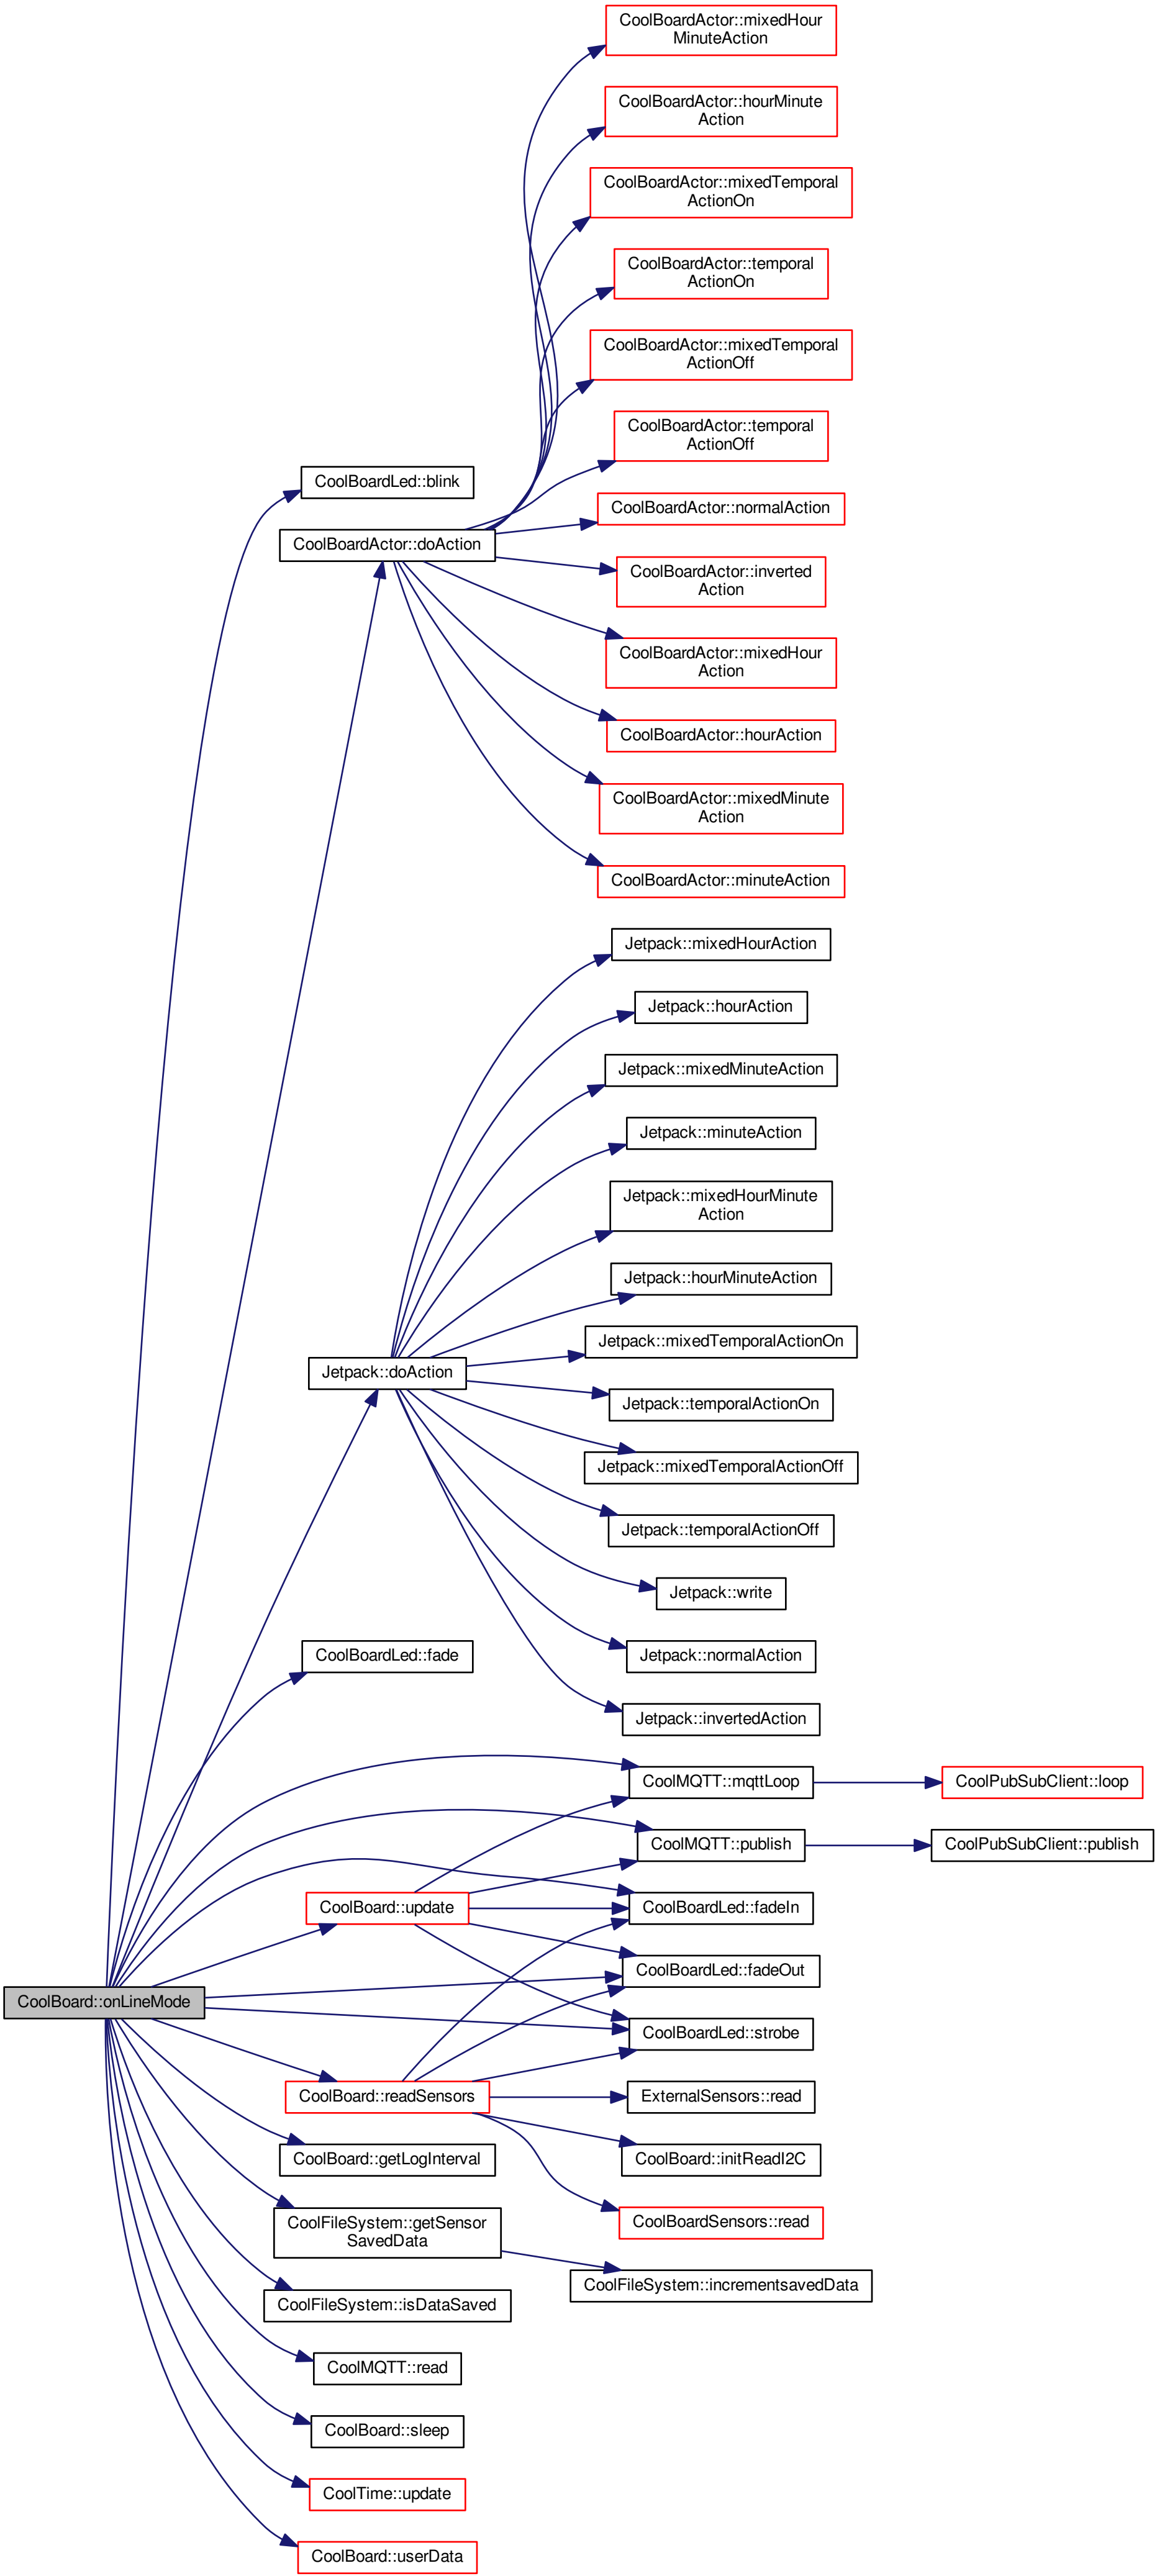 CoolBoardActor::mixedHour
MinuteAction
CoolBoardActor::hourMinute
Action
CoolBoardActor::mixedTemporal
ActionOn
CoolBoardActor::temporal
ActionOn
CoolBoardActor::mixedTemporal
ActionOff
CoolBoardActor::temporal
ActionOff
CoolBoardLed::blink
CoolBoardActor::normalAction
CoolBoardActor::doAction
CoolBoardActor::inverted
Action
CoolBoardActor::mixedHour
Action
CoolBoardActor::hourAction
CoolBoardActor::mixedMinute
Action
CoolBoardActor::minuteAction
Jetpack::mixedHourAction
Jetpack::hourAction
Jetpack::mixedMinuteAction
Jetpack::minuteAction
Jetpack::mixedHourMinute
Action
Jetpack::hourMinuteAction
Jetpack::mixedTemporalActionOn
Jetpack::doAction
Jetpack::temporalActionOn
Jetpack::mixedTemporalActionOff
Jetpack::temporalActionOff
Jetpack::write
CoolBoardLed::fade
Jetpack::normalAction
Jetpack::invertedAction
CoolMQTT::mqttLoop
CoolPubSubClient::loop
CoolMQTT::publish
CoolPubSubClient::publish
CoolBoard::update
CoolBoardLed::fadeIn
CoolBoardLed::fadeOut
CoolBoard::onLineMode
CoolBoardLed::strobe
CoolBoard::readSensors
ExternalSensors::read
CoolBoard::getLogInterval
CoolBoard::initReadI2C
CoolFileSystem::getSensor
SavedData
CoolBoardSensors::read
CoolFileSystem::incrementsavedData
CoolFileSystem::isDataSaved
CoolMQTT::read
CoolBoard::sleep
CoolTime::update
CoolBoard::userData